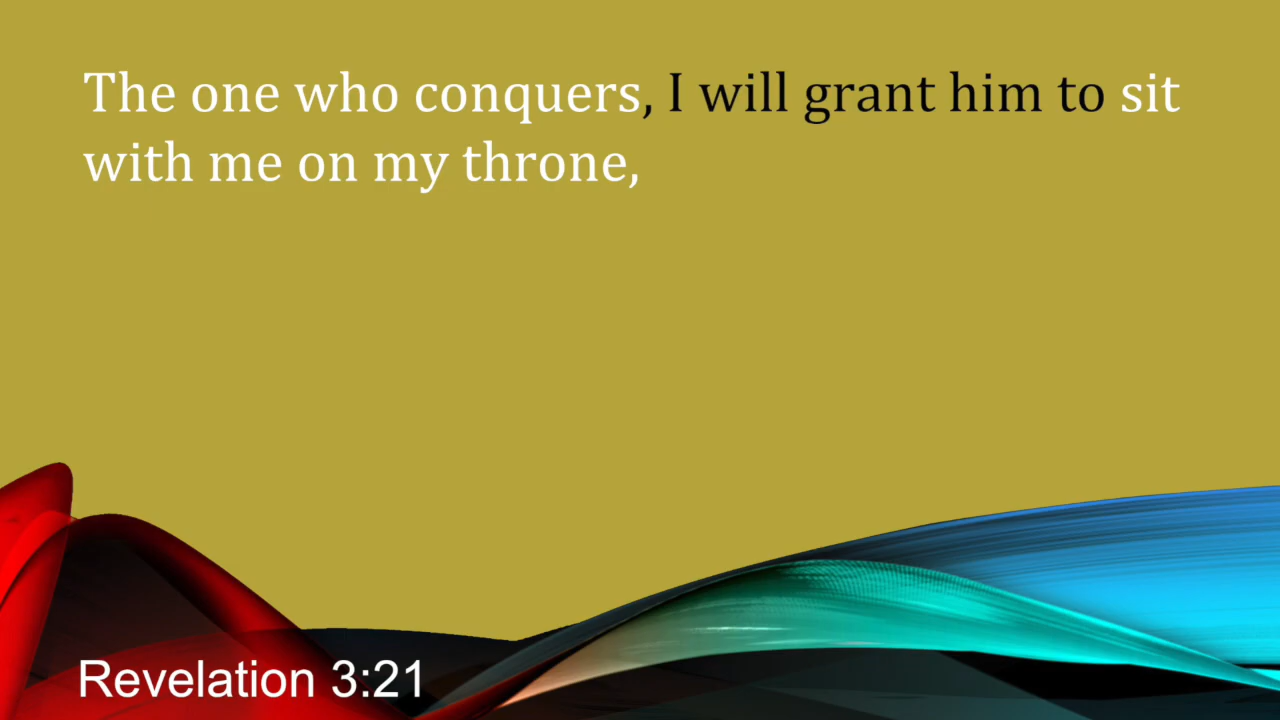 The one who conquers, I will grant him to sit
with me on my throne,
Revelation 3:21